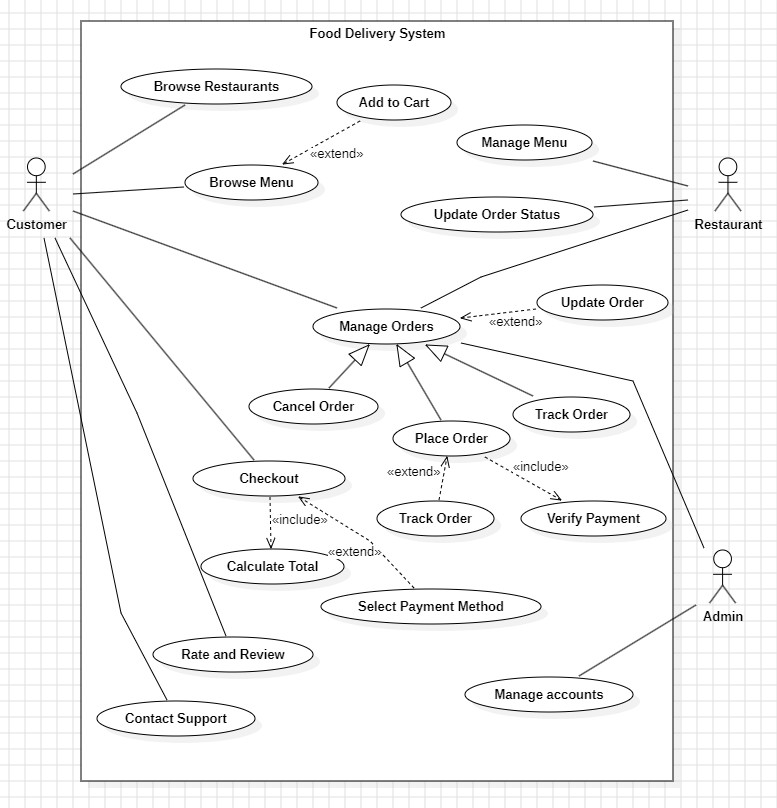 Food Delivery System
Browse Restaurants
Add to Cart
Manage Menu
«extend»
Browse Menu
Customer
Update Order Status
Restaurant
Update Order
Manage Orders
«extend»
Cancel Order
Track Order
Place Order
«extend»
«include»
Checkout
Track Order
Verify Payment
«include»
«extend»
Calculate Total
Select Payment Method
Admin
Rate and Review
Manage accounts
Contact Support